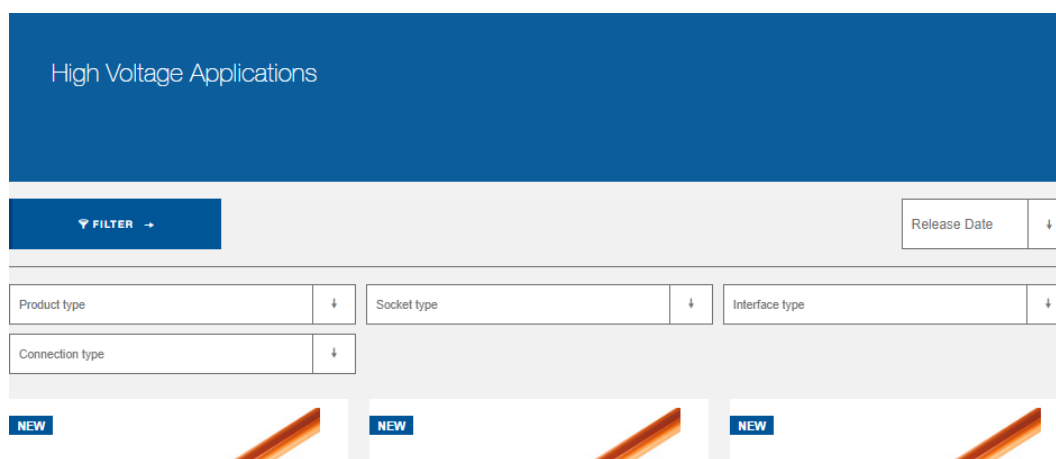 High Voltage Applications
FILTER
Release Date
Product type
Socket type
Interface type
Connection type
NEW
NEW
NEW